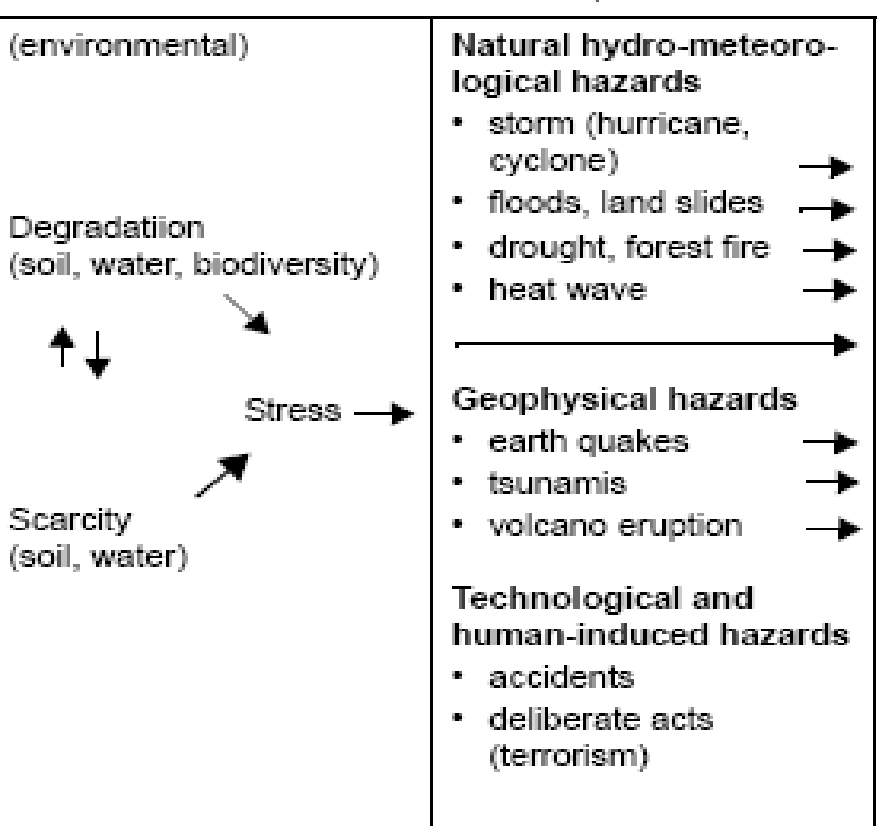 (environmental)
Degradatiion
(soil, water, biodiversity)
Stress
Scarcity
(soil, water)
Natural hydro-meteoro-
logical hazards
• storm (hurricane,
cyclone)
• floods, land slides
• drought, forest fire
• heat wave
Geophysical hazards
• earth quakes
• tsunamis
• volcano eruption
Technological and
human-induced hazards
• accidents
• deliberate acts
(terrorism)